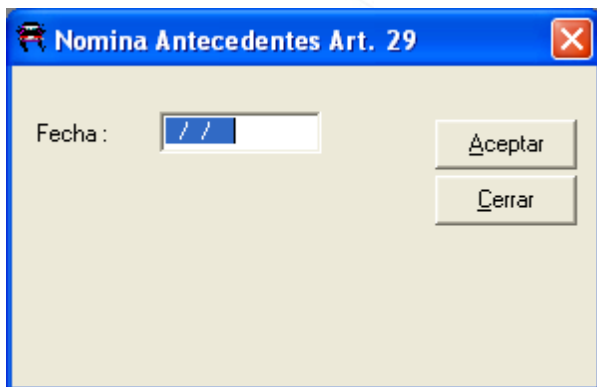 Nomina Antecedentes Art. 29
Fecha : / /
Aceptar
Cerrar